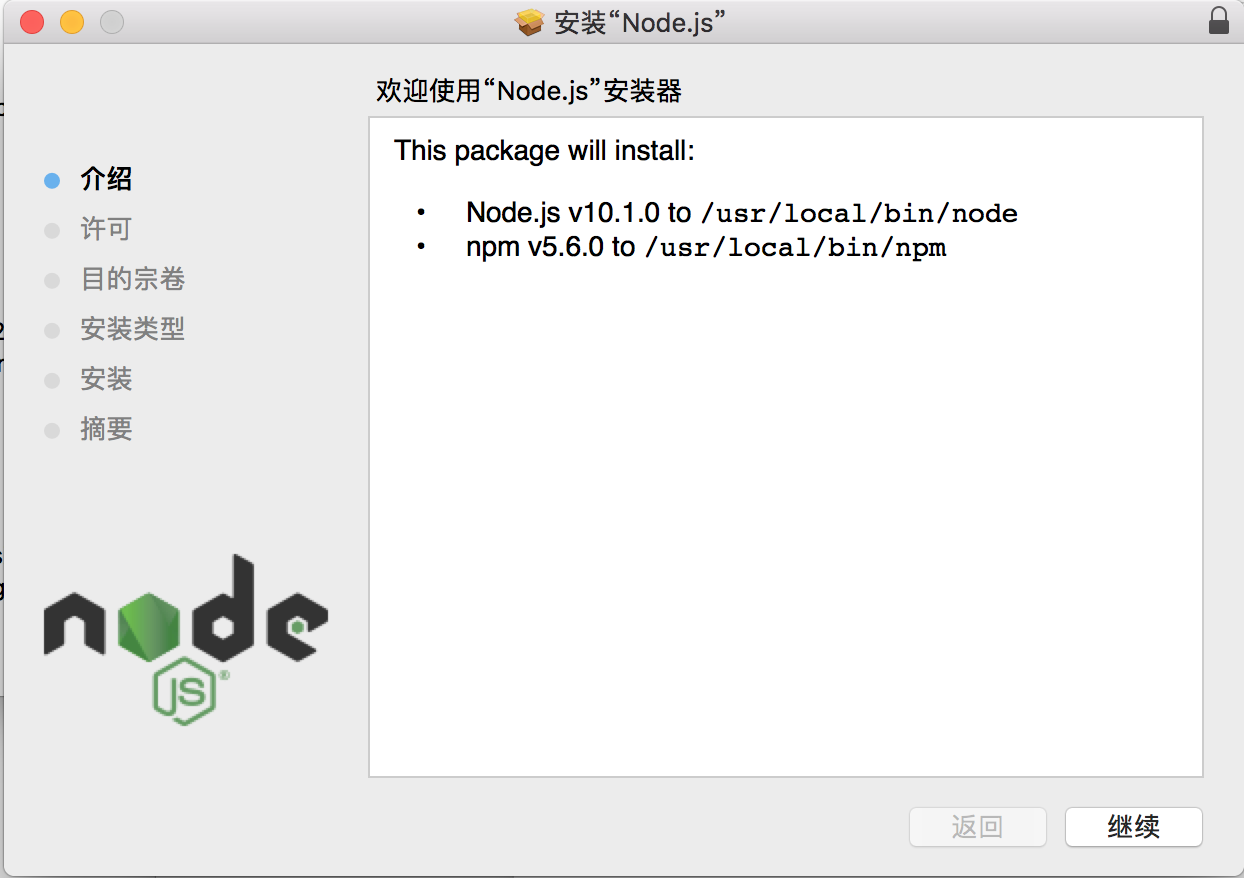 安装“Node.js”
欢迎使用“Node.js”安装器
介绍
许可
目的宗卷
安装类型
安装
摘要
This package will install:
• Node.js v10.1.0 to /usr/local/bin/node
• npm v5.6.0 to /usr/local/bin/npm
node
JS®
返回
继续